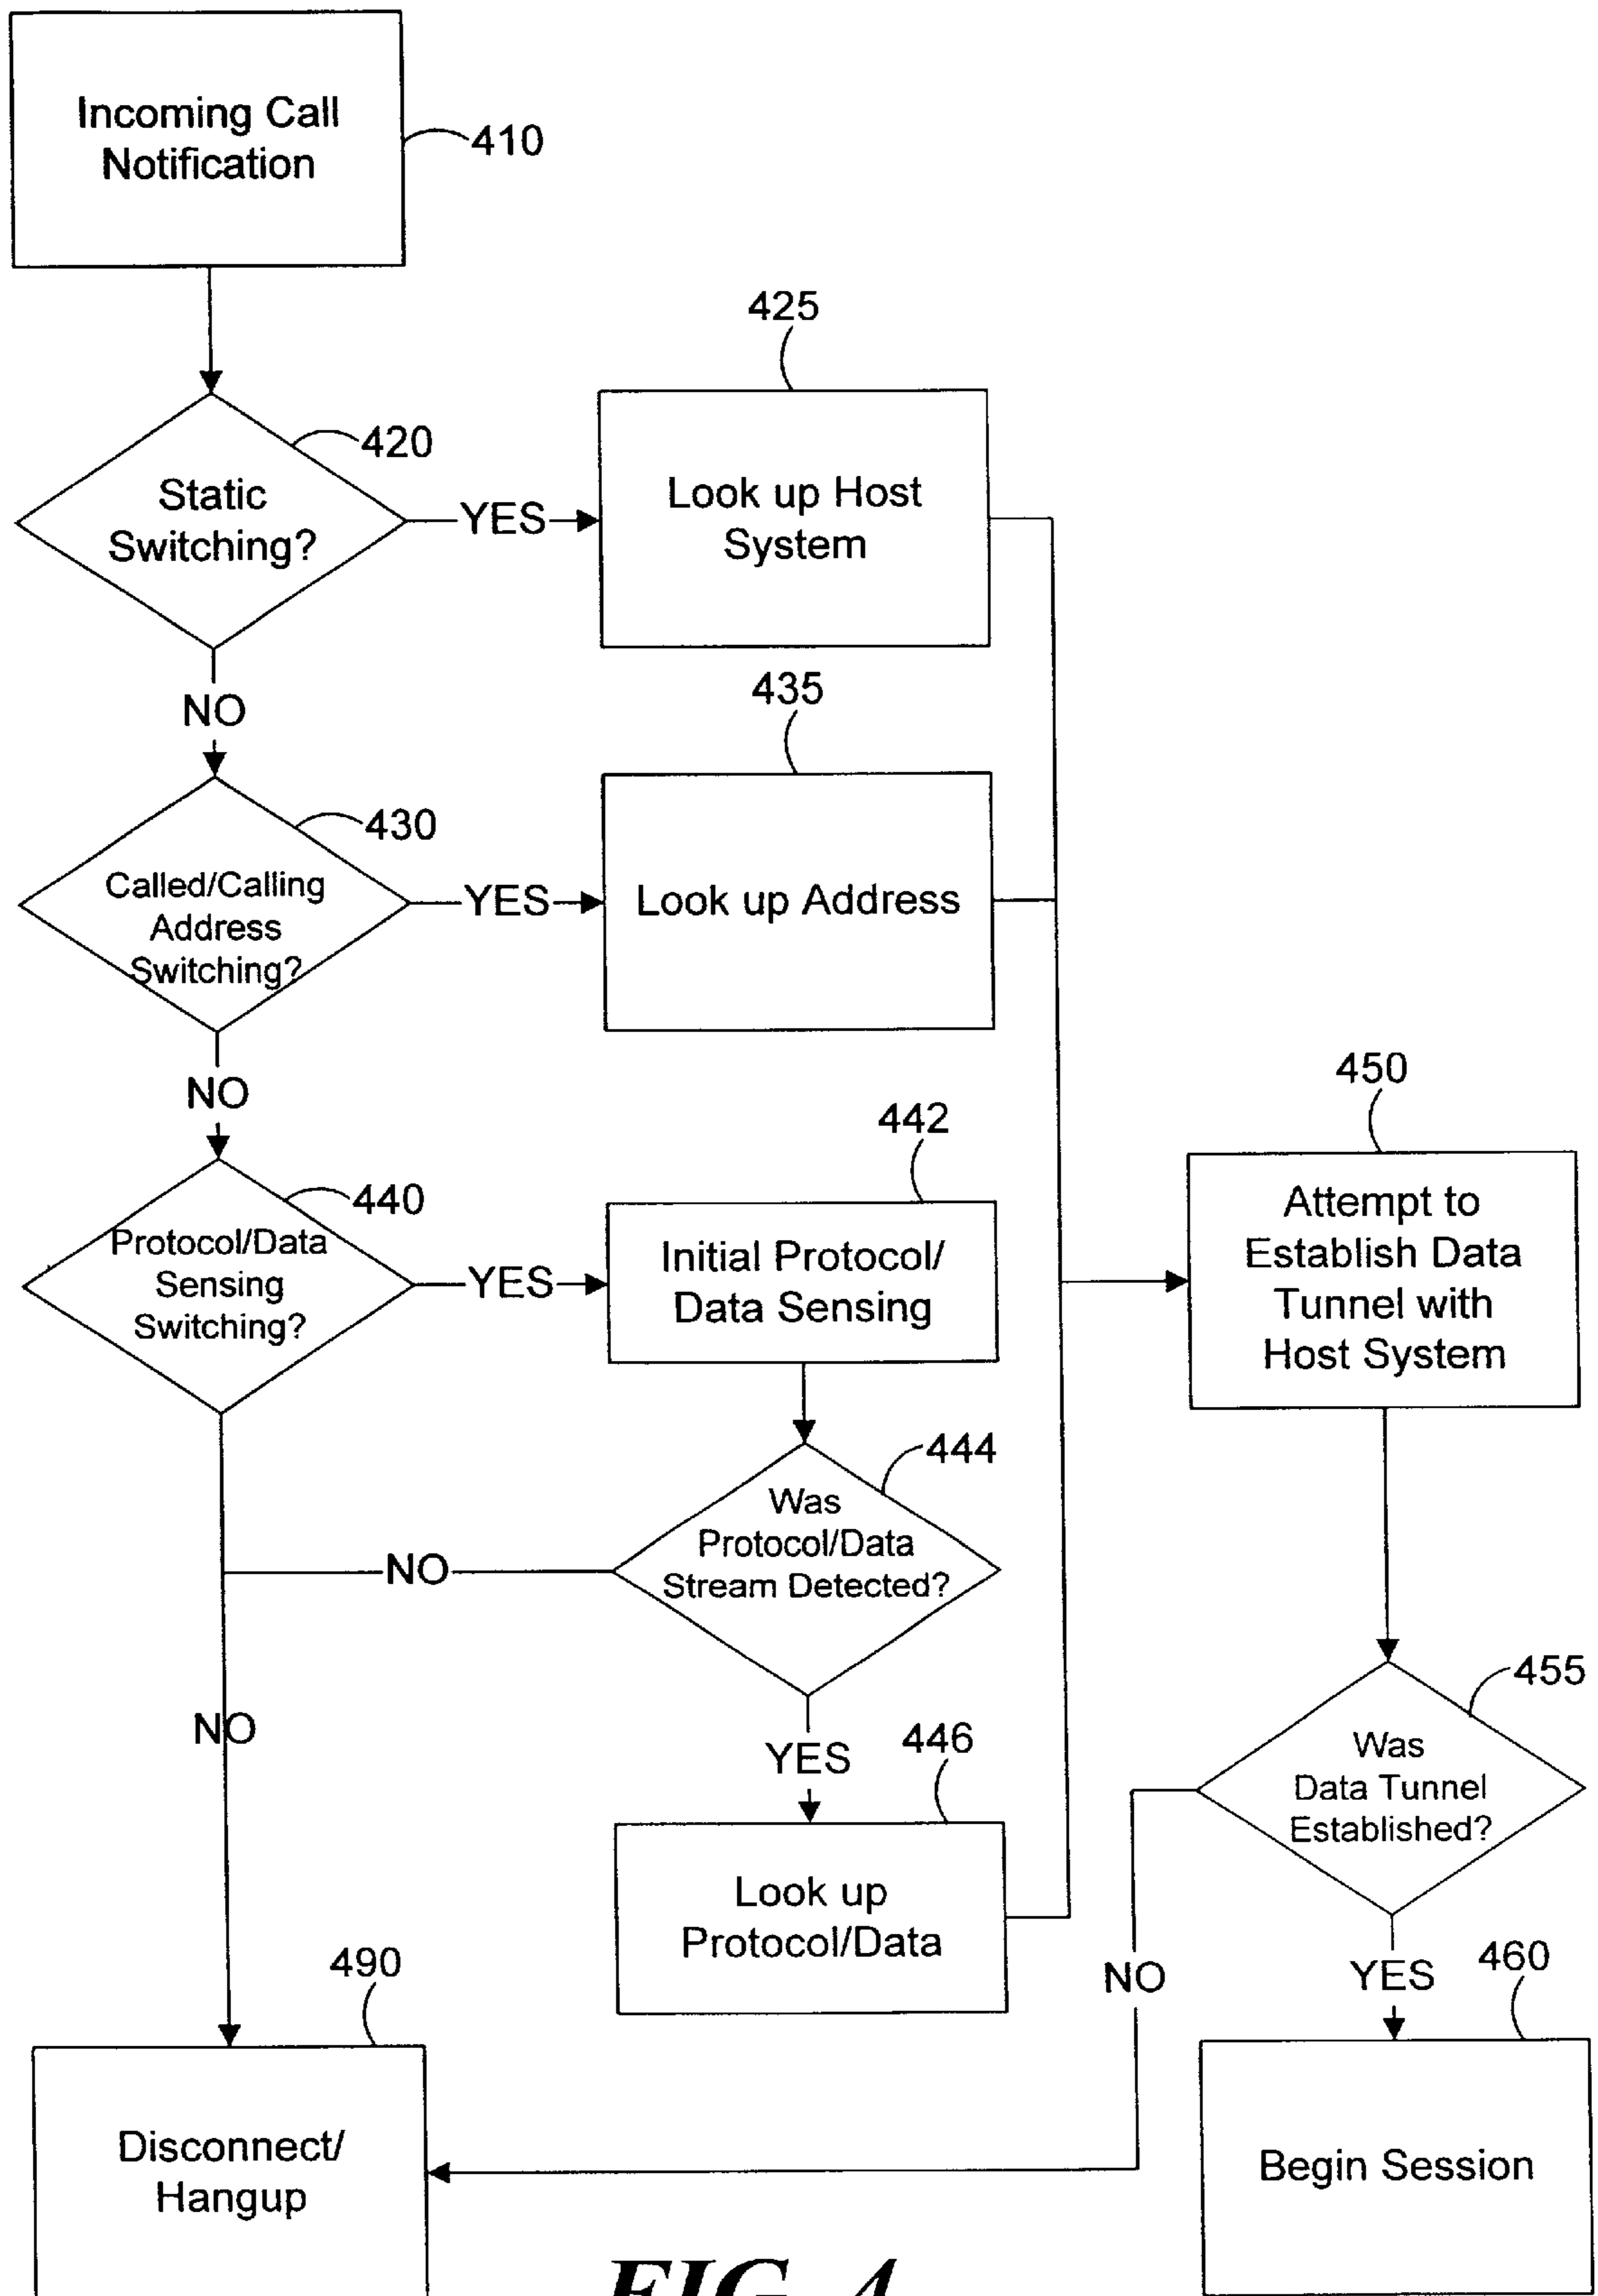 Incoming Call
Notification
410
425
420
Static
Switching?
YES
Look up Host
System
NO
435
430
Called/Calling
Address
Switching?
YES
Look up Address
NO
450
442
440
Protocol/Data
Sensing
Switching?
YES
Initial Protocol/
Data Sensing
Attempt to
Establish Data
Tunnel with
Host System
444
Was
Protocol/Data
Stream Detected?
NO
455
NO
YES
446
Was
Data Tunnel
Established?
Look up
Protocol/Data
490
NO
YES
460
Disconnect/
Hangup
Begin Session
FIG. 4